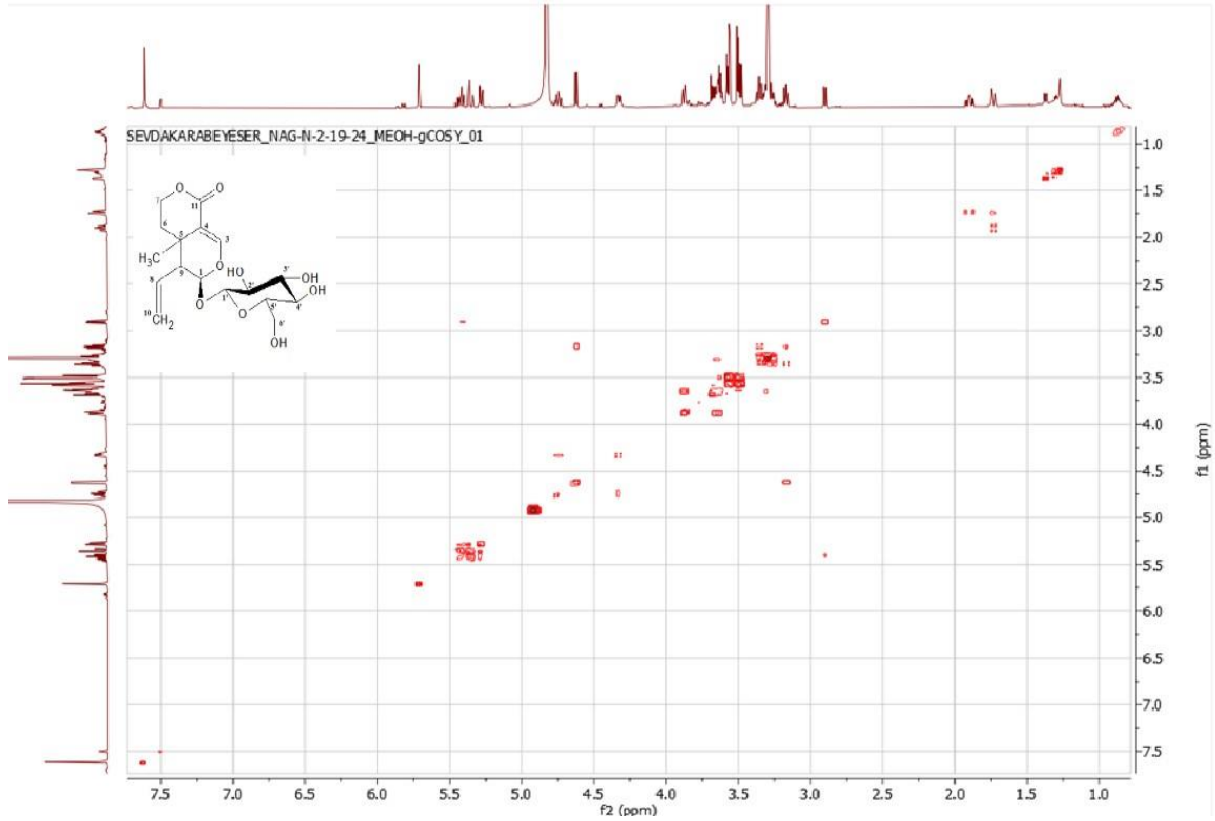 SEVDAKARABEYESER_NAG-N-2-19-24_MEOH-gCOSY_01
O O
7 11
6 4
5 3
H₃C
8 9 1 O
10 CH₂
O 1' HO 2' 3' OH
O 5' 4' OH
6'
OH
1.0
1.5
2.0
2.5
3.0
3.5
4.0
4.5
5.0
5.5
6.0
6.5
7.0
7.5
f1 (ppm)
7.5 7.0 6.5 6.0 5.5 5.0 4.5 4.0 3.5 3.0 2.5 2.0 1.5 1.0
f2 (ppm)